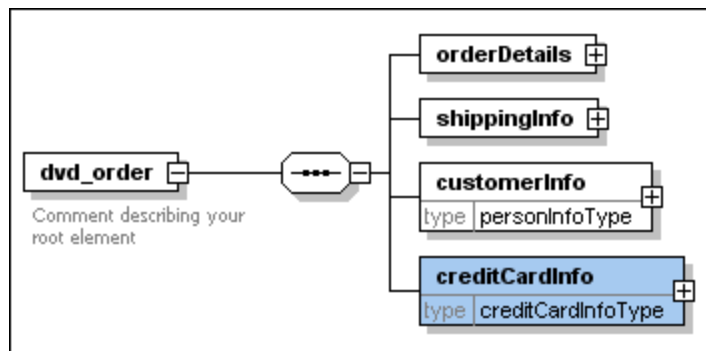 orderDetails
shippingInfo
dvd_order
Comment describing your
root element
customerInfo
type personInfoType
creditCardInfo
type creditCardInfoType